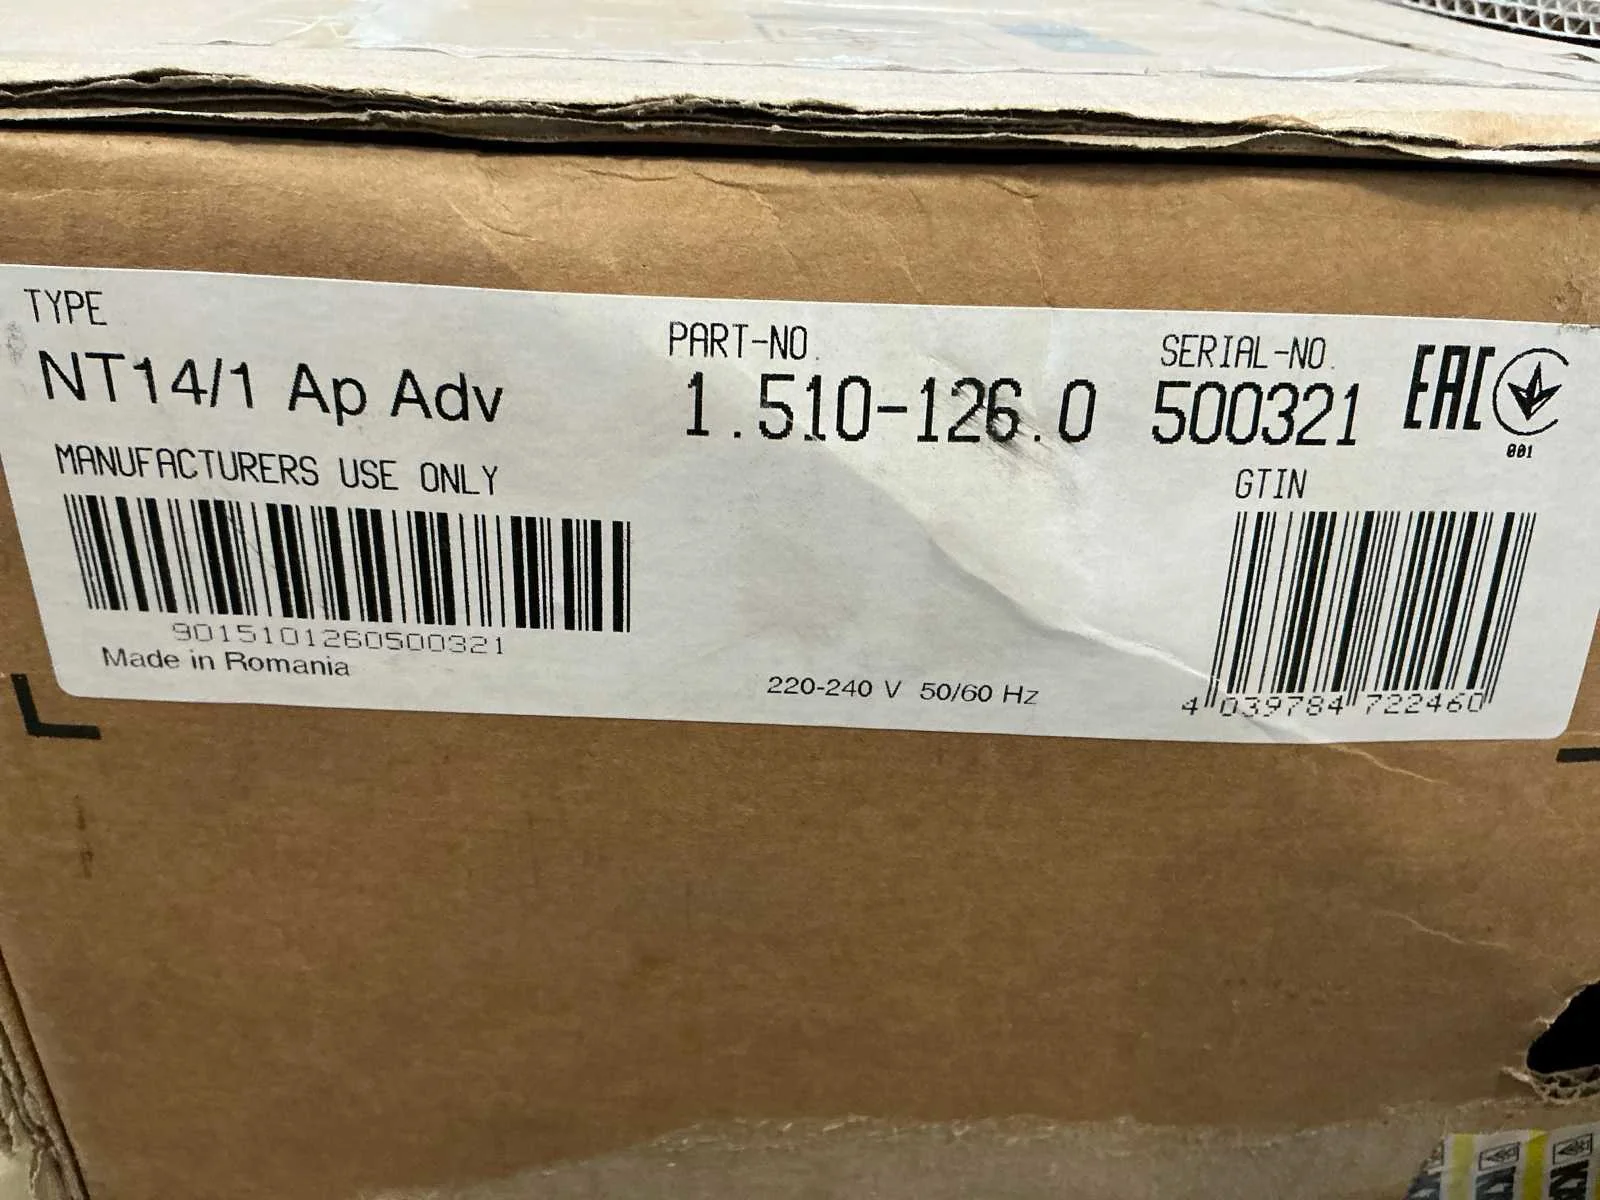 TYPE
NT14/1 Ap Adv
PART-NO.
1.510-126.0
SERIAL-NO.
500321
EAC
001
MANUFACTURERS USE ONLY
9015101260500321
Made in Romania
220-240 V 50/60 Hz
GTIN
4 039784 722460